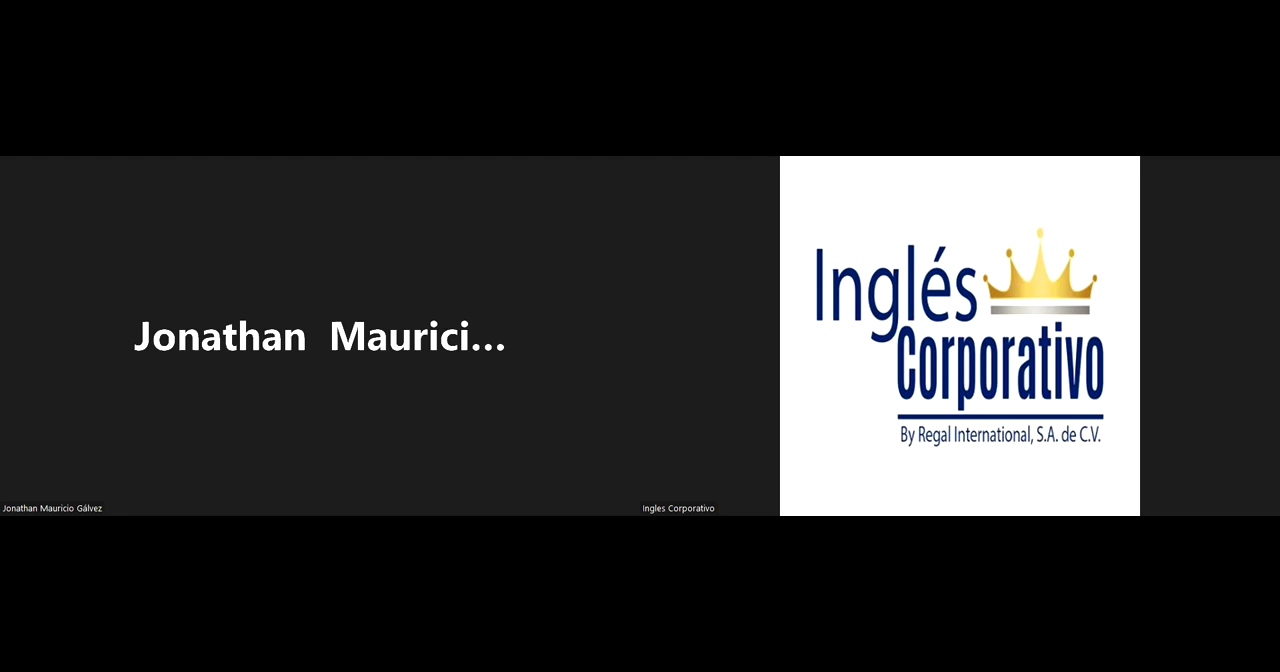 Jonathan Maurici...
Jonathan Mauricio Gálvez
Inglés
Corporativo
By Regal International, S.A. de C.V.
Ingles Corporativo